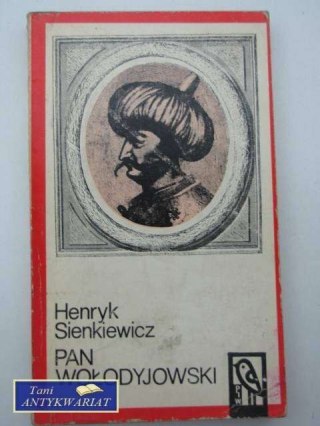 Henryk
Sienkiewicz
PAN
WOŁODYJOWSKI
Tani
ANTYKWARIAT